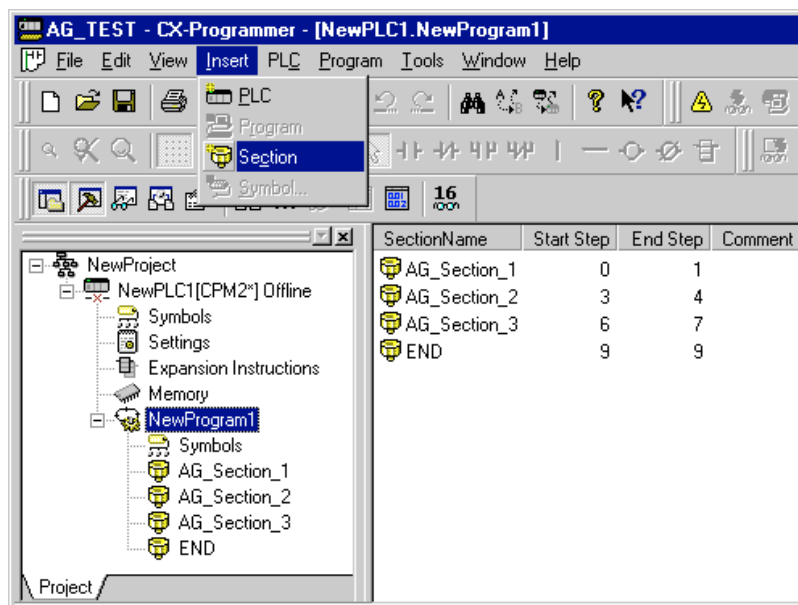 AG_TEST - CX-Programmer - [NewPLC1.NewProgram1]
File Edit View Insert PLC Program Tools Window Help
PLC
Program
Section
Symbol...
16
NewProject
NewPLC1[CPM2*] Offline
Symbols
Settings
Expansion Instructions
Memory
NewProgram1
Symbols
AG_Section_1
AG_Section_2
AG_Section_3
END
Project
SectionName Start Step End Step Comment
AG_Section_1 0 1
AG_Section_2 3 4
AG_Section_3 6 7
END 9 9